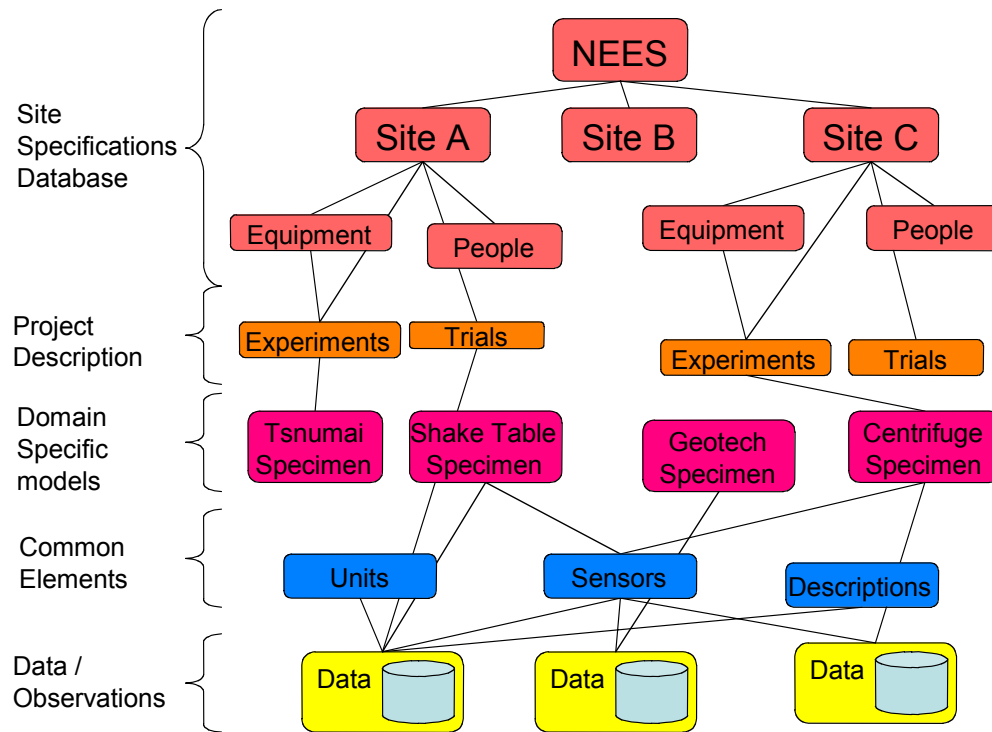 NEES
Site
Specifications
Database
Site A
Site B
Site C
Equipment
People
Equipment
People
Project
Description
Experiments
Trials
Experiments
Trials
Domain
Specific
models
Tsnumai
Specimen
Shake Table
Specimen
Geotech
Specimen
Centrifuge
Specimen
Common
Elements
Units
Sensors
Descriptions
Data /
Observations
Data
Data
Data